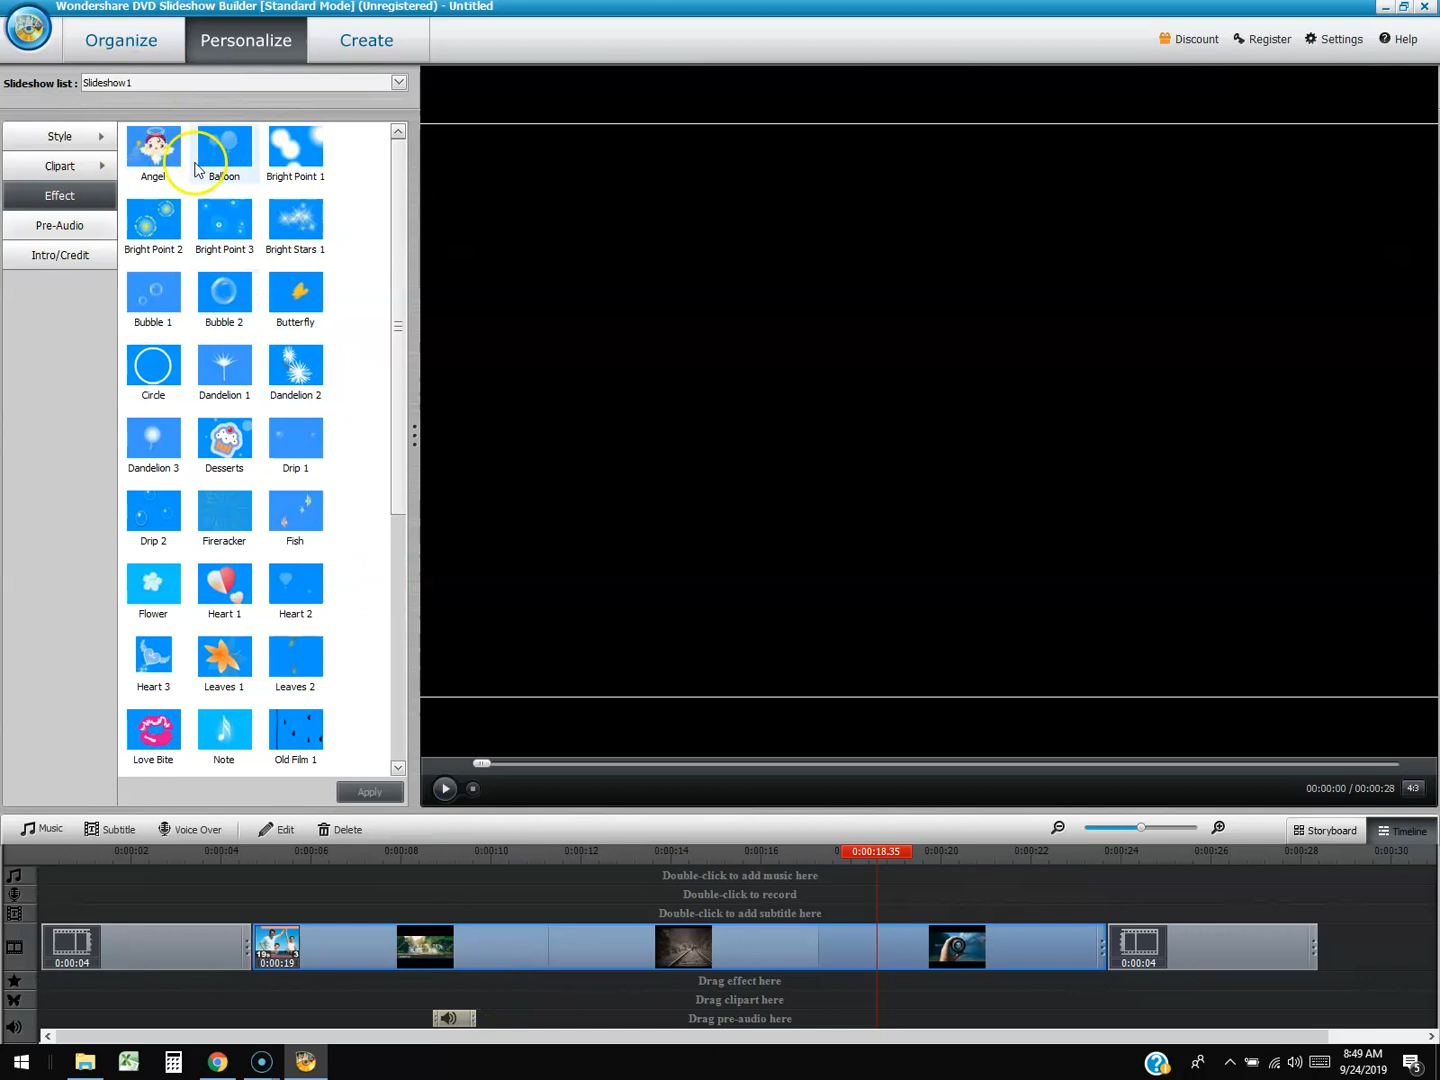 Wondershare DVD Slideshow Builder [Standard Mode] (Unregistered) - Untitled
Organize
Personalize
Create
Discount
Register
Settings
Help
Slideshow list :
Slideshow1
Style
Clipart
Effect
Pre-Audio
Intro/Credit
Angel
Balloon
Bright Point 1
Bright Point 2
Bright Point 3
Bright Stars 1
Bubble 1
Bubble 2
Butterfly
Circle
Dandelion 1
Dandelion 2
Dandelion 3
Desserts
Drip 1
Drip 2
Fireracker
Fish
Flower
Heart 1
Heart 2
Heart 3
Leaves 1
Leaves 2
Love Bite
Note
Old Film 1
Apply
00:00:00 / 00:00:28
4:3
Music
Subtitle
Voice Over
Edit
Delete
Storyboard
Timeline
0:00:02
0:00:04
0:00:06
0:00:08
0:00:10
0:00:12
0:00:14
0:00:16
0:00:18.35
0:00:20
0:00:22
0:00:24
0:00:26
0:00:28
0:00:30
Double-click to add music here
Double-click to record
Double-click to add subtitle here
0:00:04
19s
3
0:00:19
0:00:04
Drag effect here
Drag clipart here
Drag pre-audio here
8:49 AM
9/24/2019
5